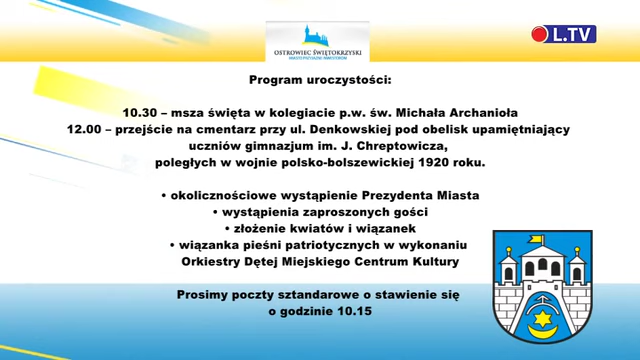 OSTROWIEC ŚWIĘTOKRZYSKI
L.TV
Program uroczystości:
10.30 – msza święta w kolegiacie p.w. św. Michała Archanioła
12.00 – przejście na cmentarz przy ul. Denkowskiej pod obelisk upamiętniający
uczniów gimnazjum im. J. Chreptowicza,
poległych w wojnie polsko-bolszewickiej 1920 roku.
• okolicznościowe wystąpienie Prezydenta Miasta
• wystąpienia zaproszonych gości
• złożenie kwiatów i wiązanek
• wiązanka pieśni patriotycznych w wykonaniu
Orkiestry Dętej Miejskiego Centrum Kultury
Prosimy poczty sztandarowe o stawienie się
o godzinie 10.15